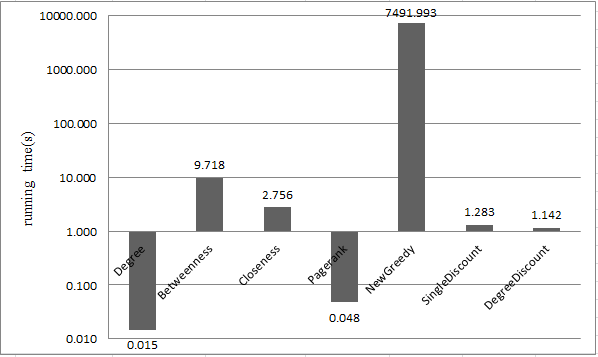 10000.000
1000.000
100.000
10.000
1.000
0.100
0.010
running time(s)
0.015
9.718
2.756
0.048
7491.993
1.283
1.142
Degree
Betweenness
Closeness
Pagerank
NewGreedy
SingleDiscount
DegreeDiscount